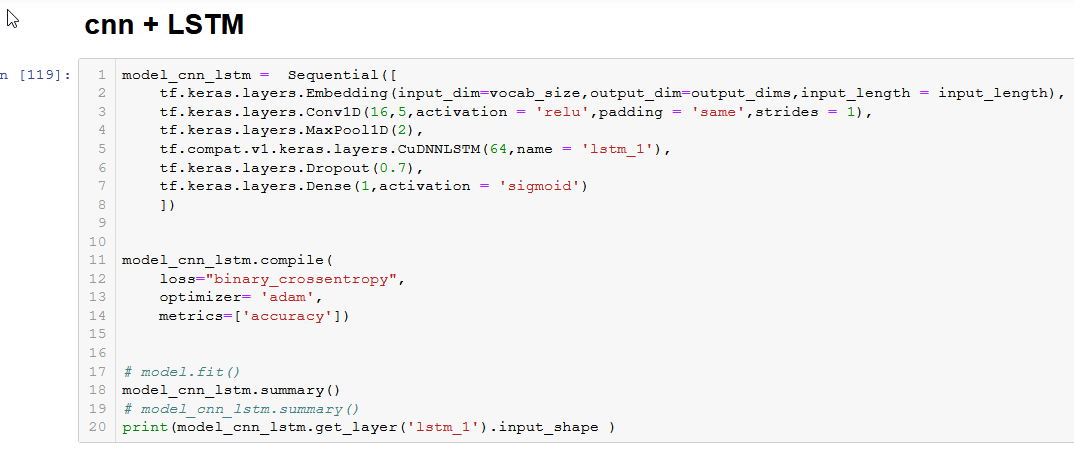 cnn + LSTM
n [119]:
1 model_cnn_lstm =  Sequential([
2     tf.keras.layers.Embedding(input_dim=vocab_size,output_dim=output_dims,input_length = input_length),
3     tf.keras.layers.Conv1D(16,5,activation = 'relu',padding = 'same',strides = 1),
4     tf.keras.layers.MaxPool1D(2),
5     tf.compat.v1.keras.layers.CuDNNLSTM(64,name = 'lstm_1'),
6     tf.keras.layers.Dropout(0.7),
7     tf.keras.layers.Dense(1,activation = 'sigmoid')
8     ])
9
10
11 model_cnn_lstm.compile(
12     loss="binary_crossentropy",
13     optimizer= 'adam',
14     metrics=['accuracy'])
15
16
17 # model.fit()
18 model_cnn_lstm.summary()
19 # model_cnn_lstm.summary()
20 print(model_cnn_lstm.get_layer('lstm_1').input_shape )